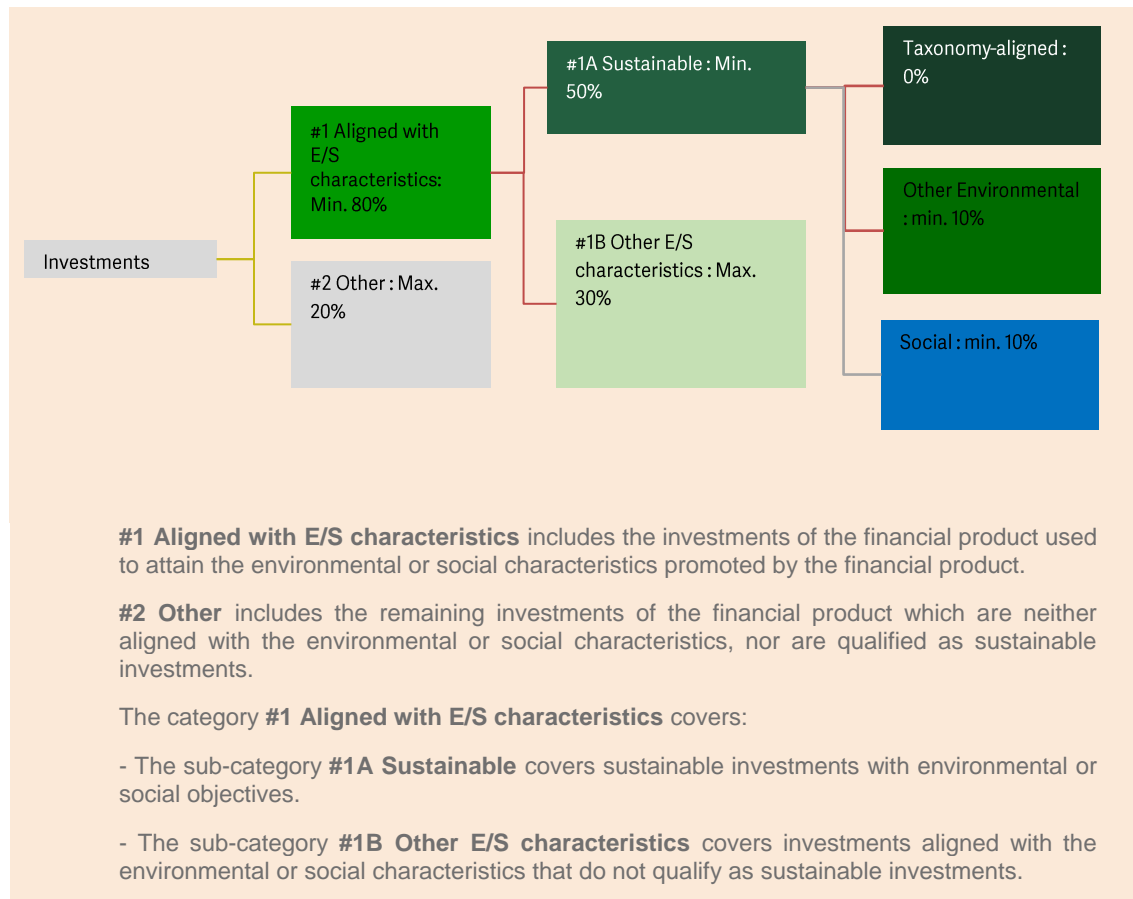 Investments
#1 Aligned with
E/S
characteristics:
Min. 80%
#2 Other : Max.
20%
#1A Sustainable : Min.
50%
#1B Other E/S
characteristics : Max.
30%
Taxonomy-aligned :
0%
Other Environmental
: min. 10%
Social : min. 10%
#1 Aligned with E/S characteristics includes the investments of the financial product used
to attain the environmental or social characteristics promoted by the financial product.
#2 Other includes the remaining investments of the financial product which are neither
aligned with the environmental or social characteristics, nor are qualified as sustainable
investments.
The category #1 Aligned with E/S characteristics covers:
- The sub-category #1A Sustainable covers sustainable investments with environmental or
social objectives.
- The sub-category #1B Other E/S characteristics covers investments aligned with the
environmental or social characteristics that do not qualify as sustainable investments.